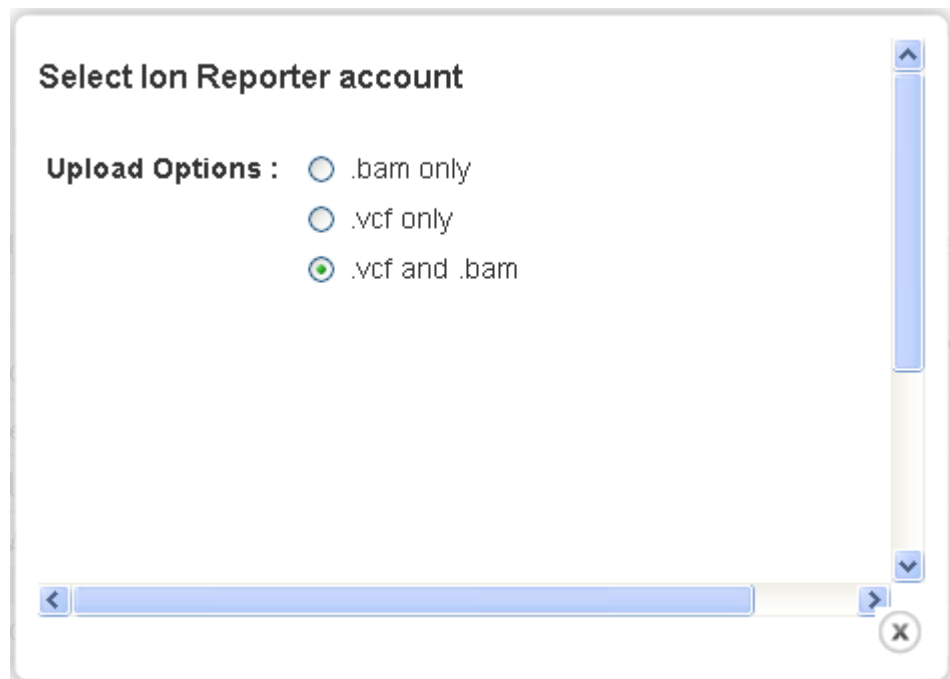 Select Ion Reporter account
Upload Options : .bam only
.vcf only
.vcf and .bam
x